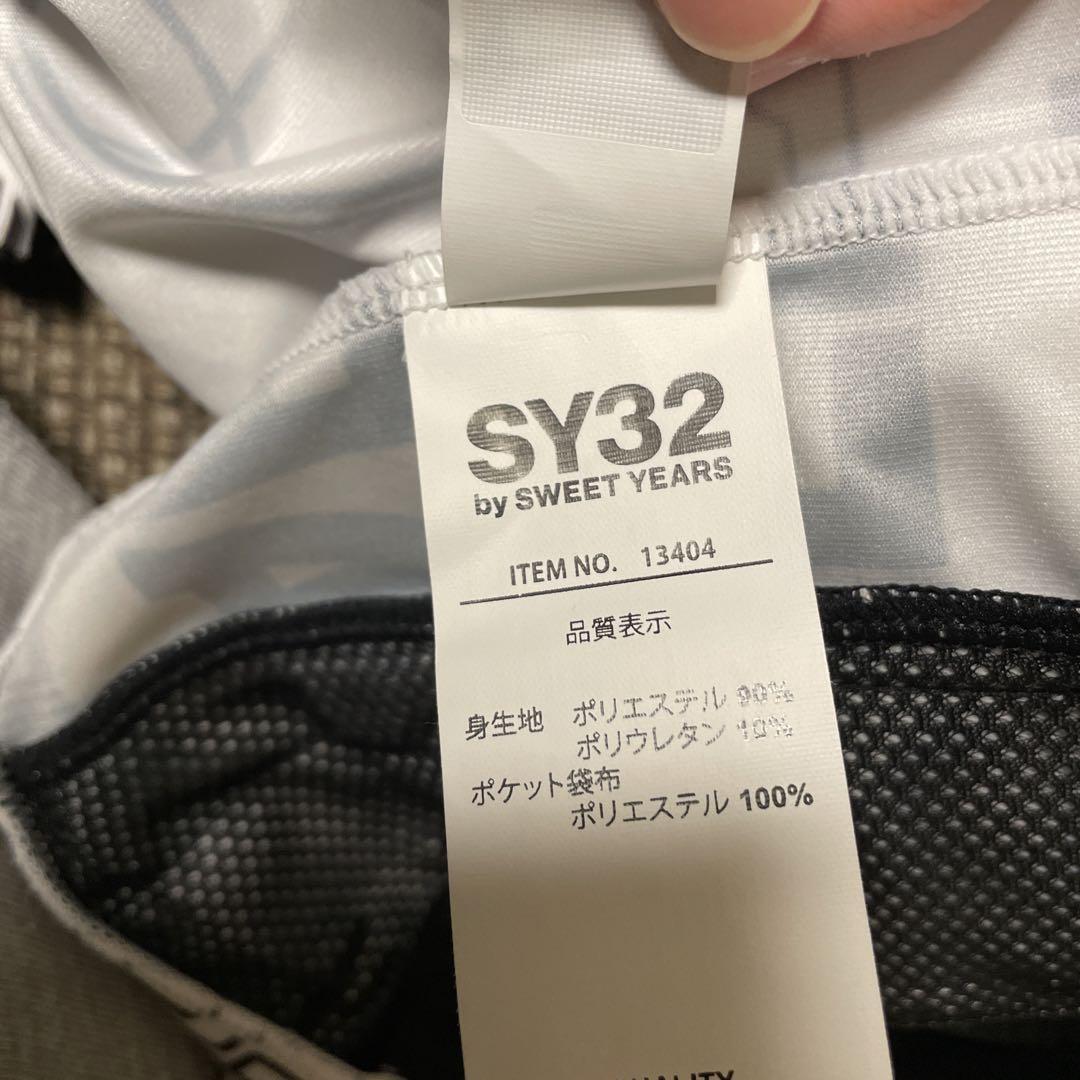 SY32
by SWEET YEARS
ITEM NO. 13404
品質表示
身生地 ポリエステル 90%
ポリウレタン 10%
ポケット袋布
ポリエステル 100%